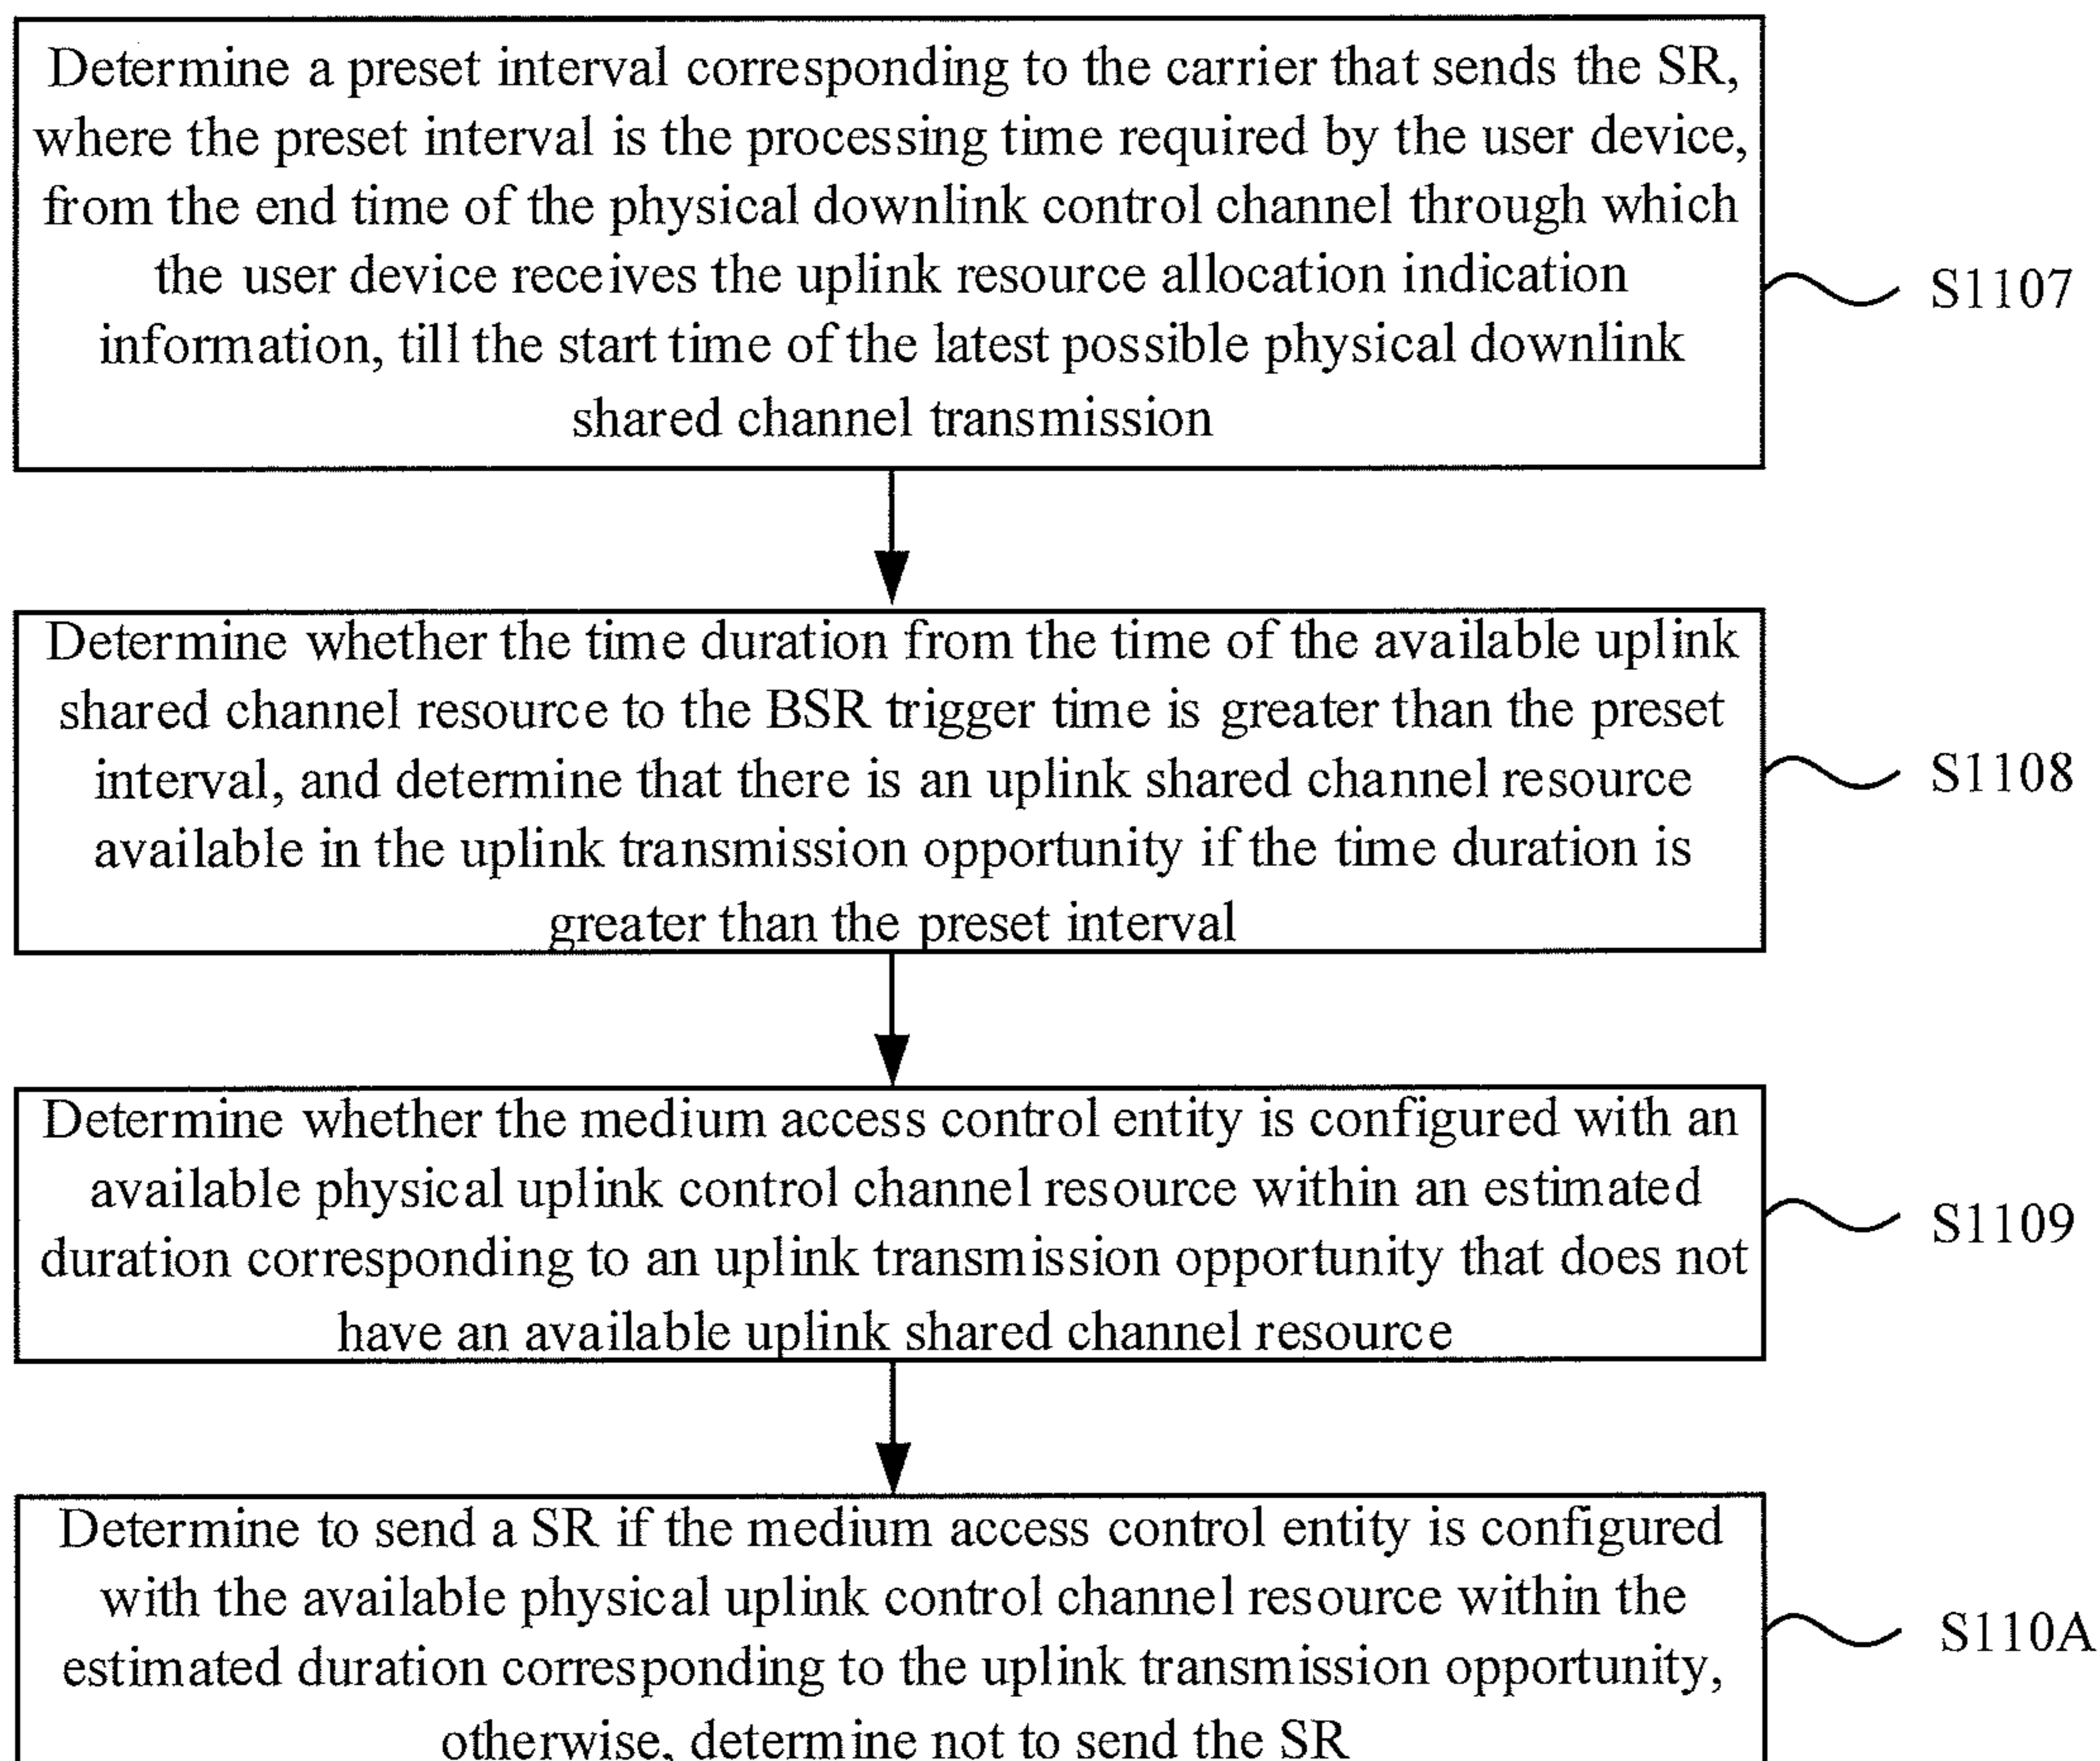 Determine a preset interval corresponding to the carrier that sends the SR,
where the preset interval is the processing time required by the user device,
from the end time of the physical downlink control channel through which
the user device receives the uplink resource allocation indication
information, till the start time of the latest possible physical downlink
shared channel transmission
S1107
Determine whether the time duration from the time of the available uplink
shared channel resource to the BSR trigger time is greater than the preset
interval, and determine that there is an uplink shared channel resource
available in the uplink transmission opportunity if the time duration is
greater than the preset interval
S1108
Determine whether the medium access control entity is configured with an
available physical uplink control channel resource within an estimated
duration corresponding to an uplink transmission opportunity that does not
have an available uplink shared channel resource
S1109
Determine to send a SR if the medium access control entity is configured
with the available physical uplink control channel resource within the
estimated duration corresponding to the uplink transmission opportunity,
otherwise, determine not to send the SR
S110A